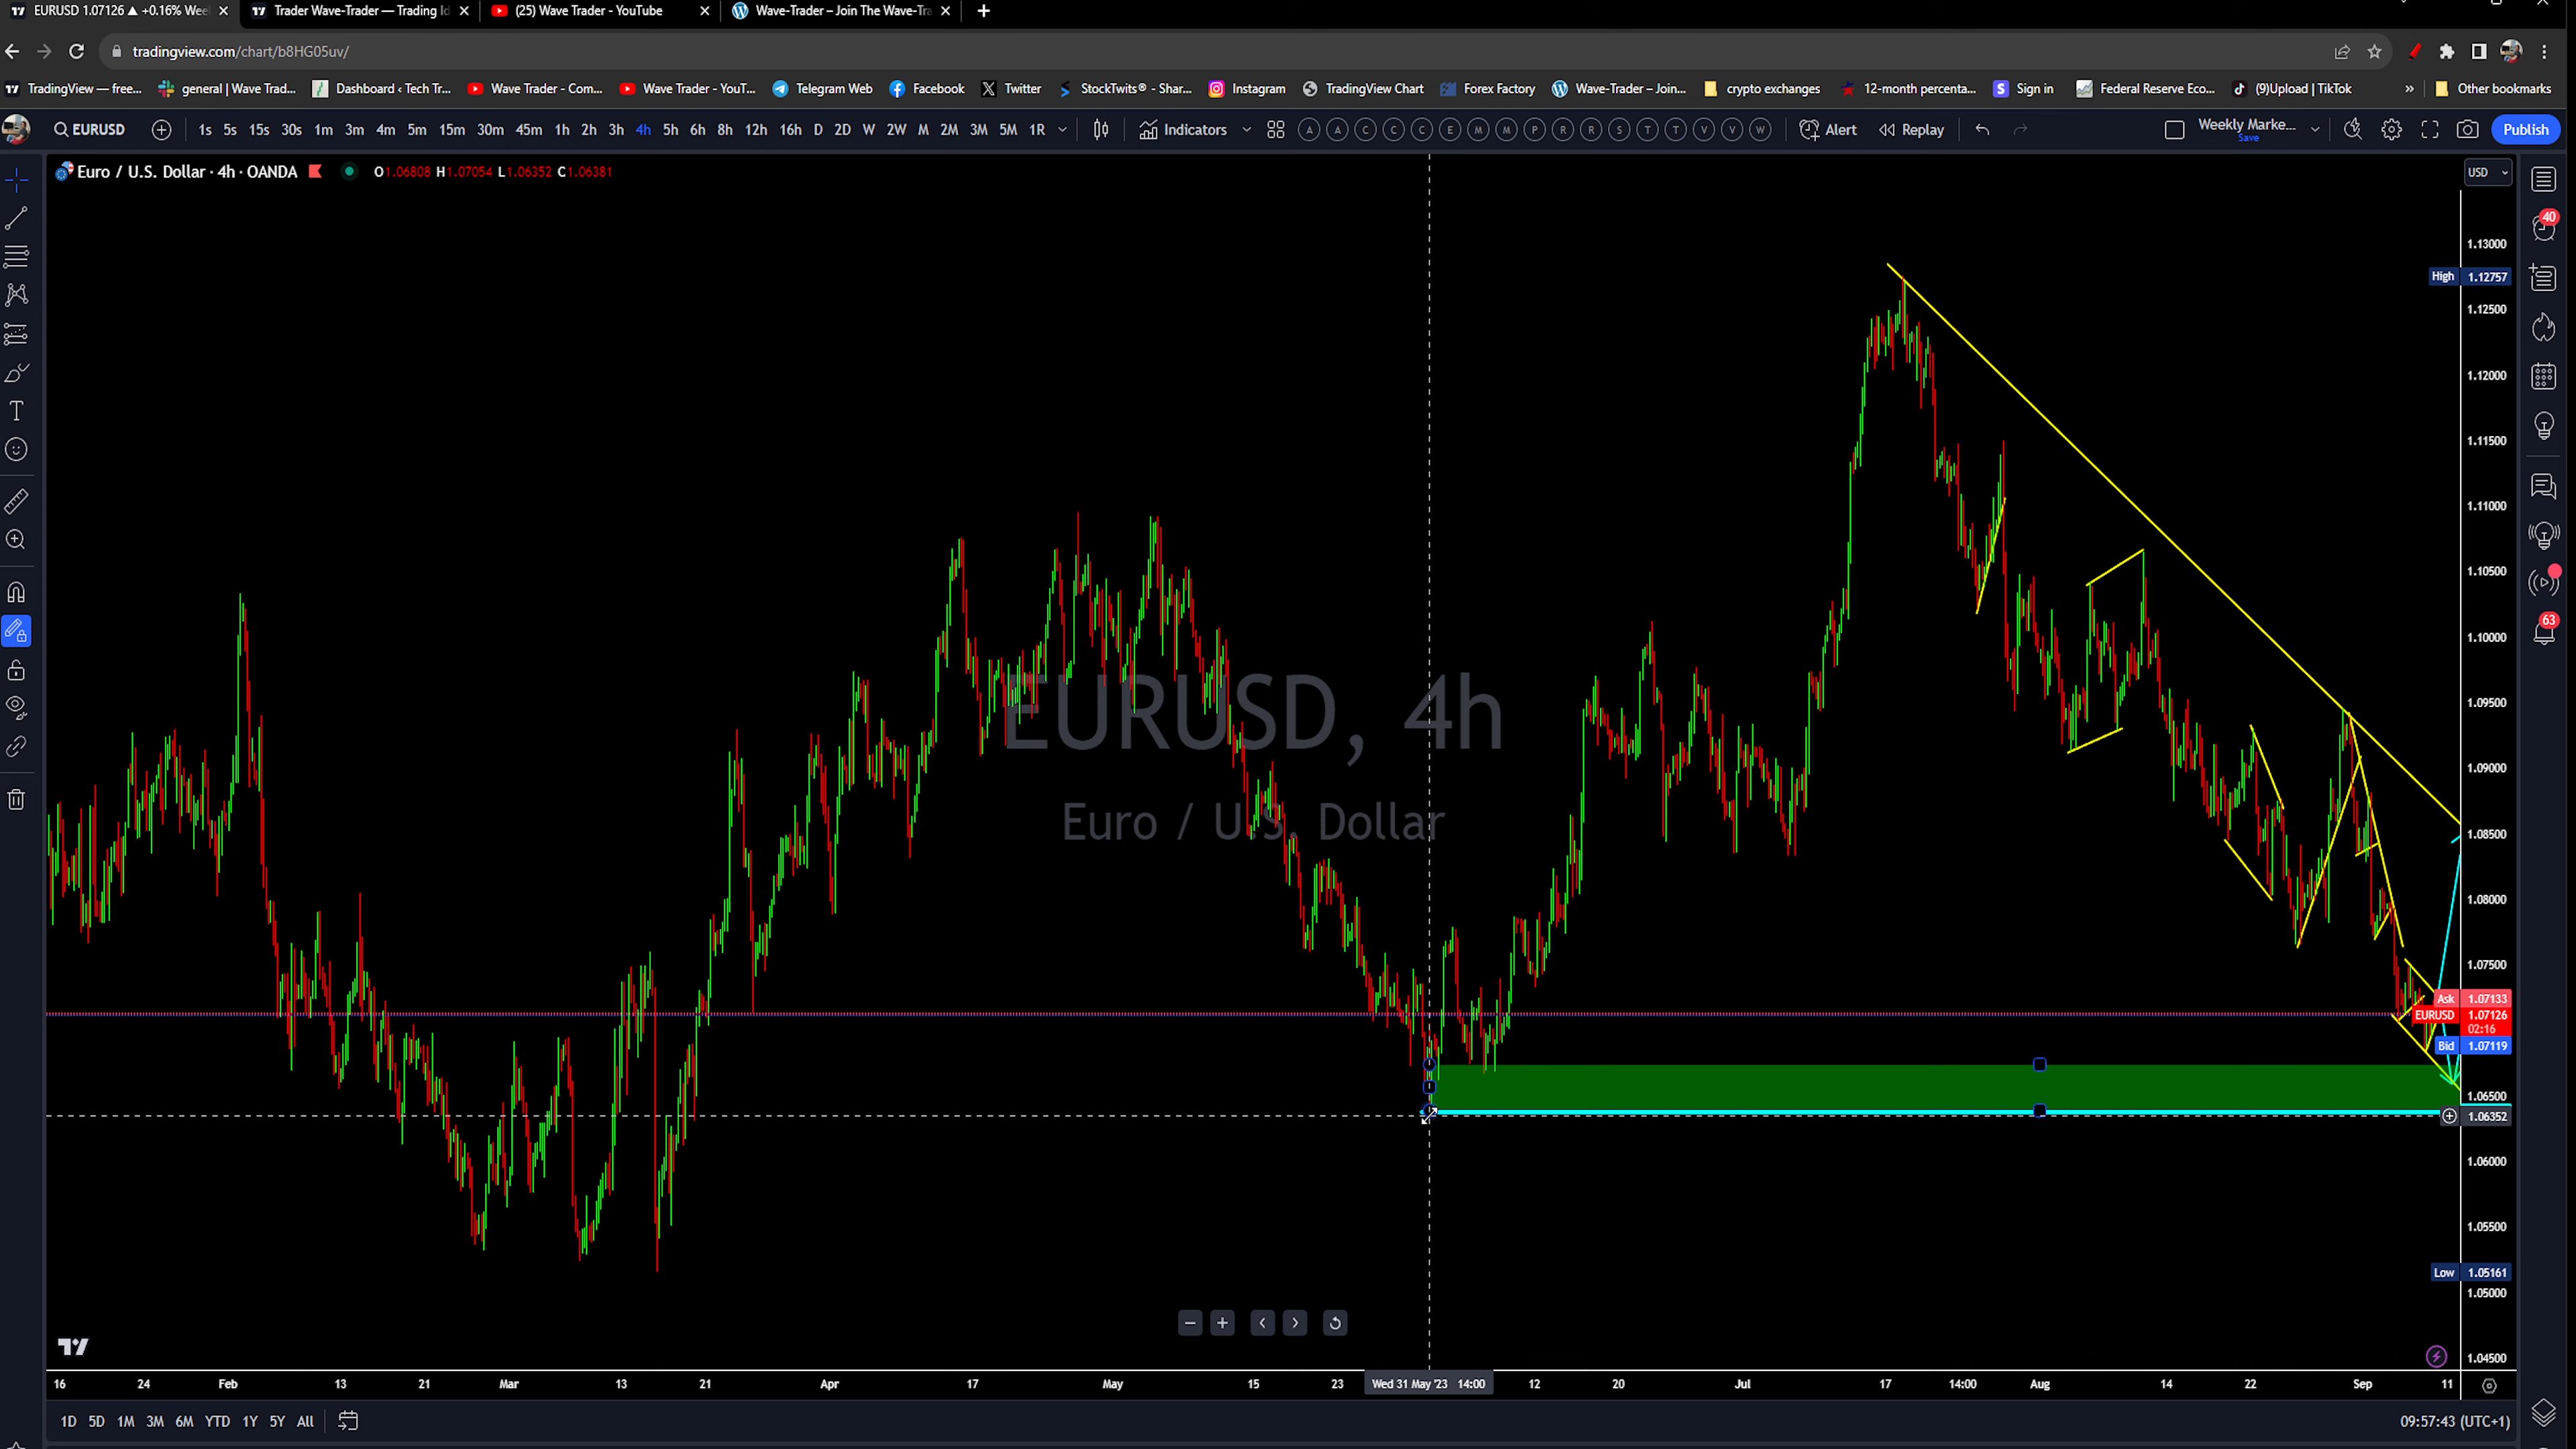 EURUSD 1.07126 ▲ +0.16% Wee
Trader Wave-Trader — Trading Id
(25) Wave Trader - YouTube
Wave-Trader – Join The Wave-Tra
tradingview.com/chart/b8HG05uv/
TradingView — free...
general | Wave Trad...
Dashboard ‹ Tech Tr...
Wave Trader - Com...
Wave Trader - YouT...
Telegram Web
Facebook
Twitter
StockTwits® - Shar...
Instagram
TradingView Chart
Forex Factory
Wave-Trader – Join...
crypto exchanges
12-month percenta...
Sign in
Federal Reserve Eco...
(9)Upload | TikTok
»
Other bookmarks
EURUSD
1s 5s 15s 30s 1m 3m 4m 5m 15m 30m 45m 1h 2h 3h 4h 5h 6h 8h 12h 16h D 2D W 2W M 2M 3M 5M 1R
Indicators
A A C C C E M M P R R S T T V V W
Alert
Replay
Weekly Marke...
Save
Publish
Euro / U.S. Dollar · 4h · OANDA
O1.06808 H1.07054 L1.06352 C1.06381
USD
40
63
1.13000
High 1.12757
1.12500
1.12000
1.11500
1.11000
1.10500
1.10000
1.09500
1.09000
1.08500
1.08000
1.07500
Ask 1.07133
EURUSD 1.07126
02:16
Bid 1.07119
1.06500
1.06352
1.06000
1.05500
Low 1.05161
1.05000
1.04500
EURUSD, 4h
Euro / U.S. Dollar
16 24 Feb 13 21 Mar 13 21 Apr 17 May 15 23 Wed 31 May '23 14:00 12 20 Jul 17 14:00 Aug 14 22 Sep 11
1D 5D 1M 3M 6M YTD 1Y 5Y All
09:57:43 (UTC+1)